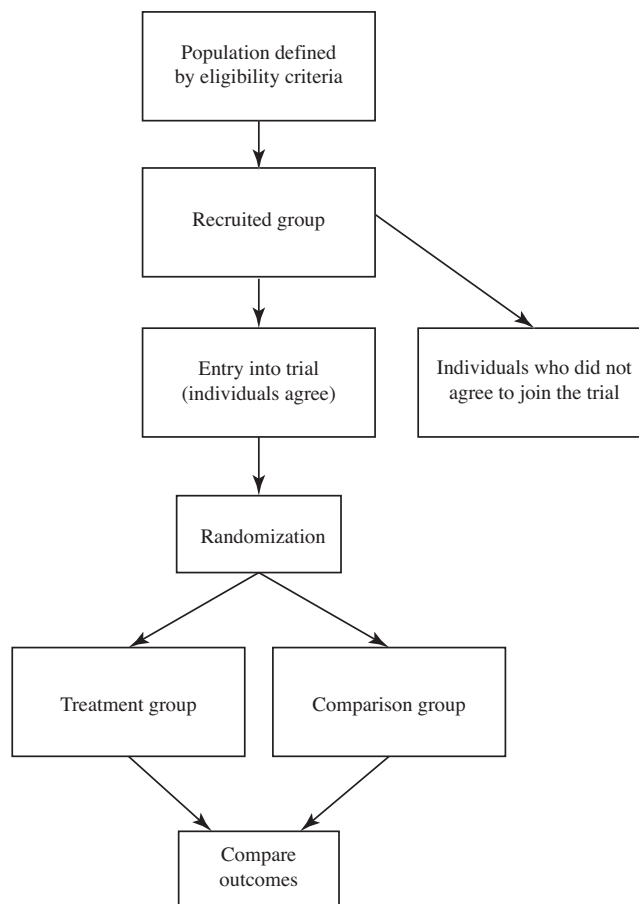 Population defined
by eligibility criteria
Recruited group
Entry into trial
(individuals agree)
Individuals who did not
agree to join the trial
Randomization
Treatment group
Comparison group
Compare
outcomes